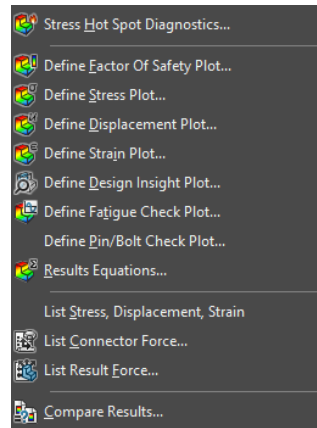 Stress Hot Spot Diagnostics...
Define Factor Of Safety Plot...
Define Stress Plot...
Define Displacement Plot...
Define Strain Plot...
Define Design Insight Plot...
Define Fatigue Check Plot...
Define Pin/Bolt Check Plot...
Results Equations...
List Stress, Displacement, Strain
List Connector Force...
List Result Force...
Compare Results...